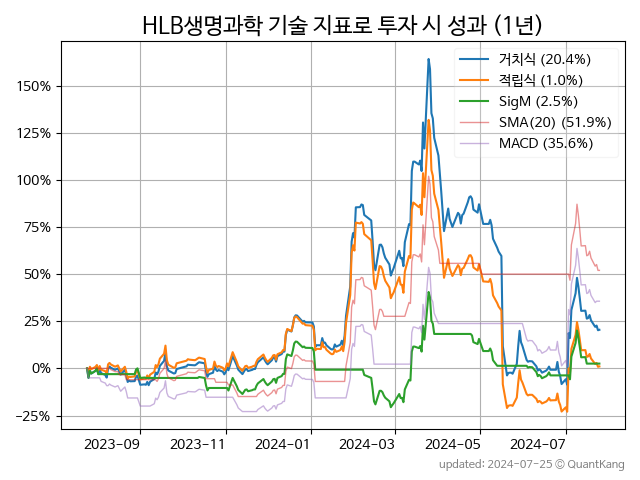 HLB생명과학 기술 지표로 투자 시 성과 (1년)
거치식 (20.4%)
적립식 (1.0%)
SigM (2.5%)
SMA(20) (51.9%)
MACD (35.6%)
150%
125%
100%
75%
50%
25%
0%
−25%
2023-09 2023-11 2024-01 2024-03 2024-05 2024-07
updated: 2024-07-25 © QuantKang